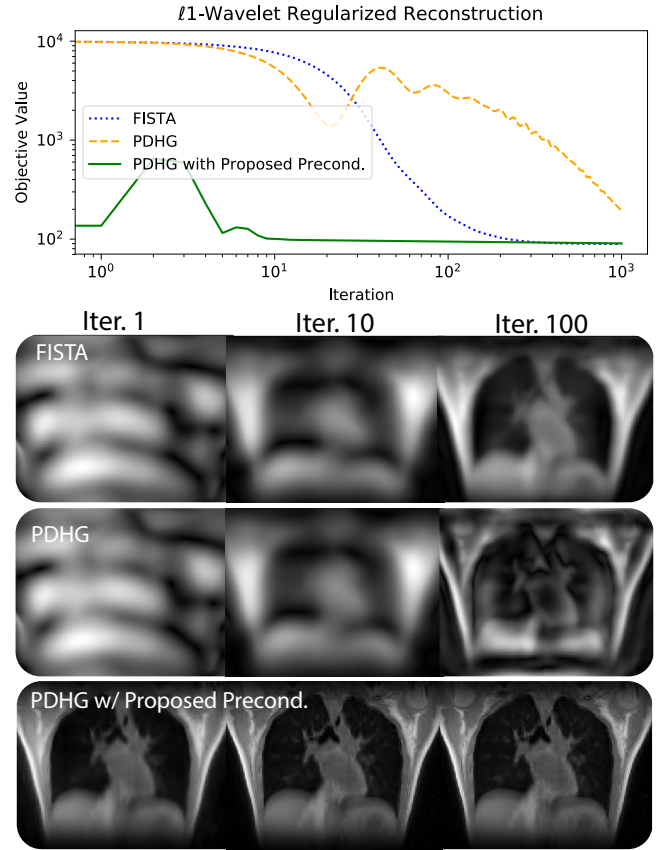 ℓ1-Wavelet Regularized Reconstruction
Objective Value
10⁴
10³
10²
FISTA
PDHG
PDHG with Proposed Precond.
10⁰ 10¹ 10² 10³
Iteration
Iter. 1 Iter. 10 Iter. 100
FISTA
PDHG
PDHG w/ Proposed Precond.